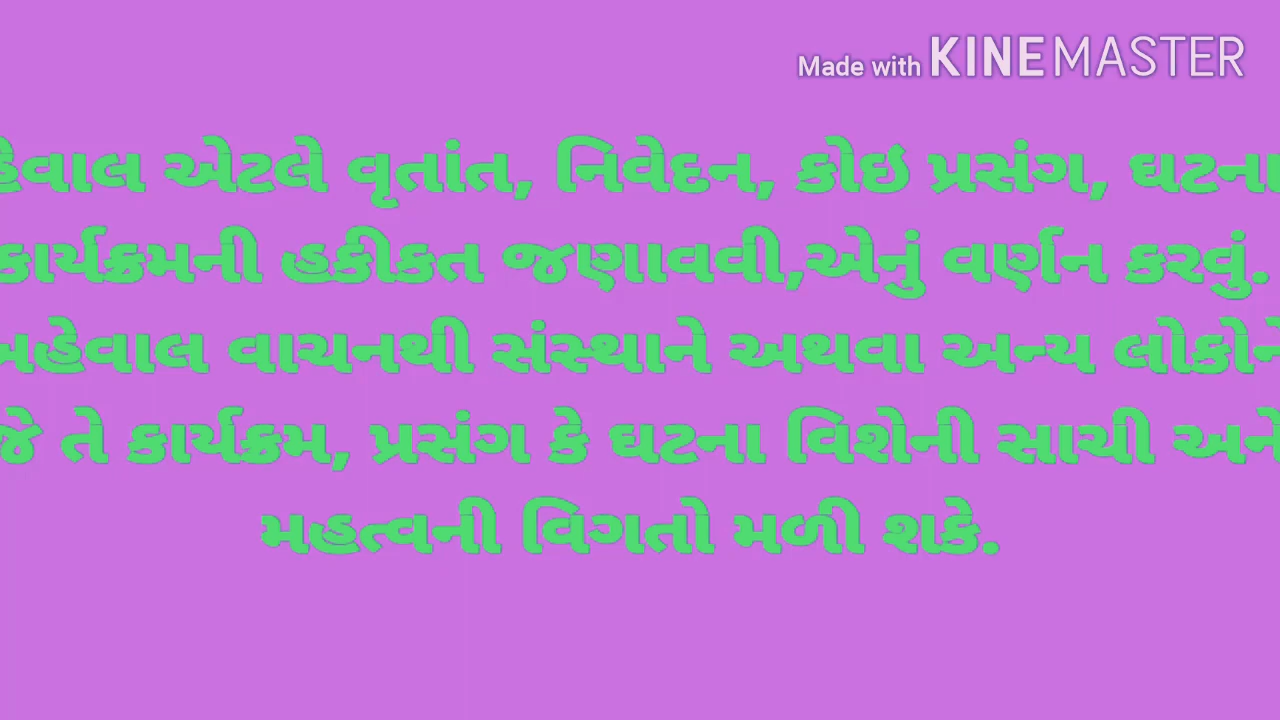 Made with KINEMASTER
હેવાલ એટલે વૃતાંત, નિવેદન, કોઇ પ્રસંગ, ઘટના
કાર્યક્રમની હકીકત જણાવવી,એનું વર્ણન કરવું.
અહેવાલ વાચનથી સંસ્થાને અથવા અન્ય લોકોને
જે તે કાર્યક્રમ, પ્રસંગ કે ઘટના વિશેની સાચી અને
મહત્વની વિગતો મળી શકે.